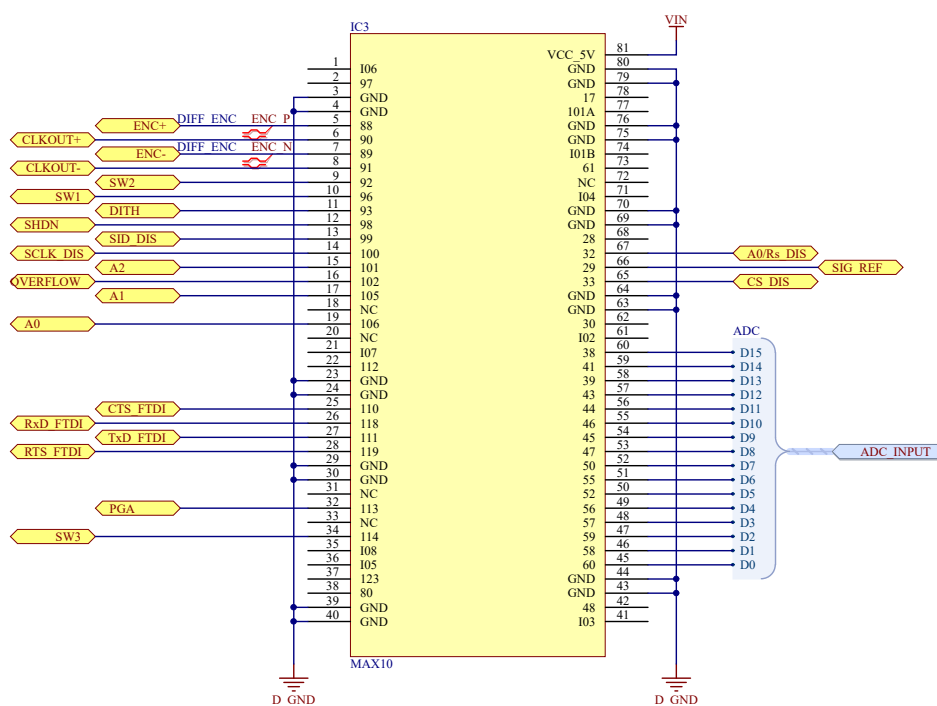 IC3
VIN
1 I06
2 97
3 GND
4 GND
ENC+ DIFF_ENC ENC_P 5 88
CLKOUT+ 6 90
ENC- DIFF_ENC ENC_N 7 89
CLKOUT- 8 91
SW2 9 92
SW1 10 96
DITH 11 93
SHDN 12 98
SID_DIS 13 99
SCLK_DIS 14 100
A2 15 101
OVERFLOW 16 102
A1 17 105
18 NC
A0 19 106
20 NC
21 I07
22 112
23 GND
24 GND
CTS_FTDI 25 110
RxD_FTDI 26 118
TxD_FTDI 27 111
RTS_FTDI 28 119
29 GND
30 GND
31 NC
PGA 32 113
33 NC
SW3 34 114
35 I08
36 I05
37 123
38 80
39 GND
40 GND
VCC_5V 81
GND 80
GND 79
17 78
101A 77
GND 76
GND 75
I01B 74
61 73
NC 72
I04 71
GND 70
GND 69
28 68
32 67 A0/Rs_DIS
29 66 SIG_REF
33 65 CS_DIS
GND 64
GND 63
30 62
I02 61
ADC
38 60 D15
41 59 D14
39 58 D13
43 57 D12
44 56 D11
46 55 D10
45 54 D9
47 53 D8 ADC_INPUT
50 52 D7
55 51 D6
52 50 D5
56 49 D4
57 48 D3
59 47 D2
58 46 D1
60 45 D0
GND 44
GND 43
48 42
I03 41
MAX10
D_GND
D_GND